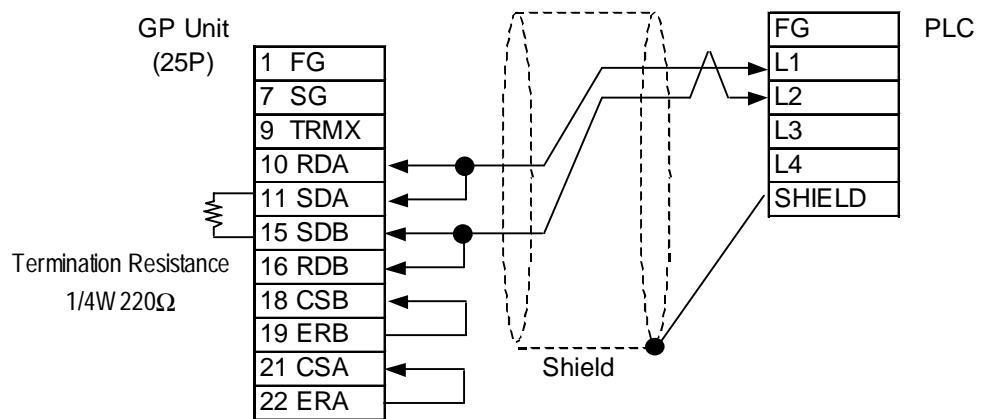 GP Unit
(25P)
1 FG
7 SG
9 TRMX
10 RDA
11 SDA
15 SDB
16 RDB
18 CSB
19 ERB
21 CSA
22 ERA
Termination Resistance
1/4W 220Ω
Shield
FG
L1
L2
L3
L4
SHIELD
PLC